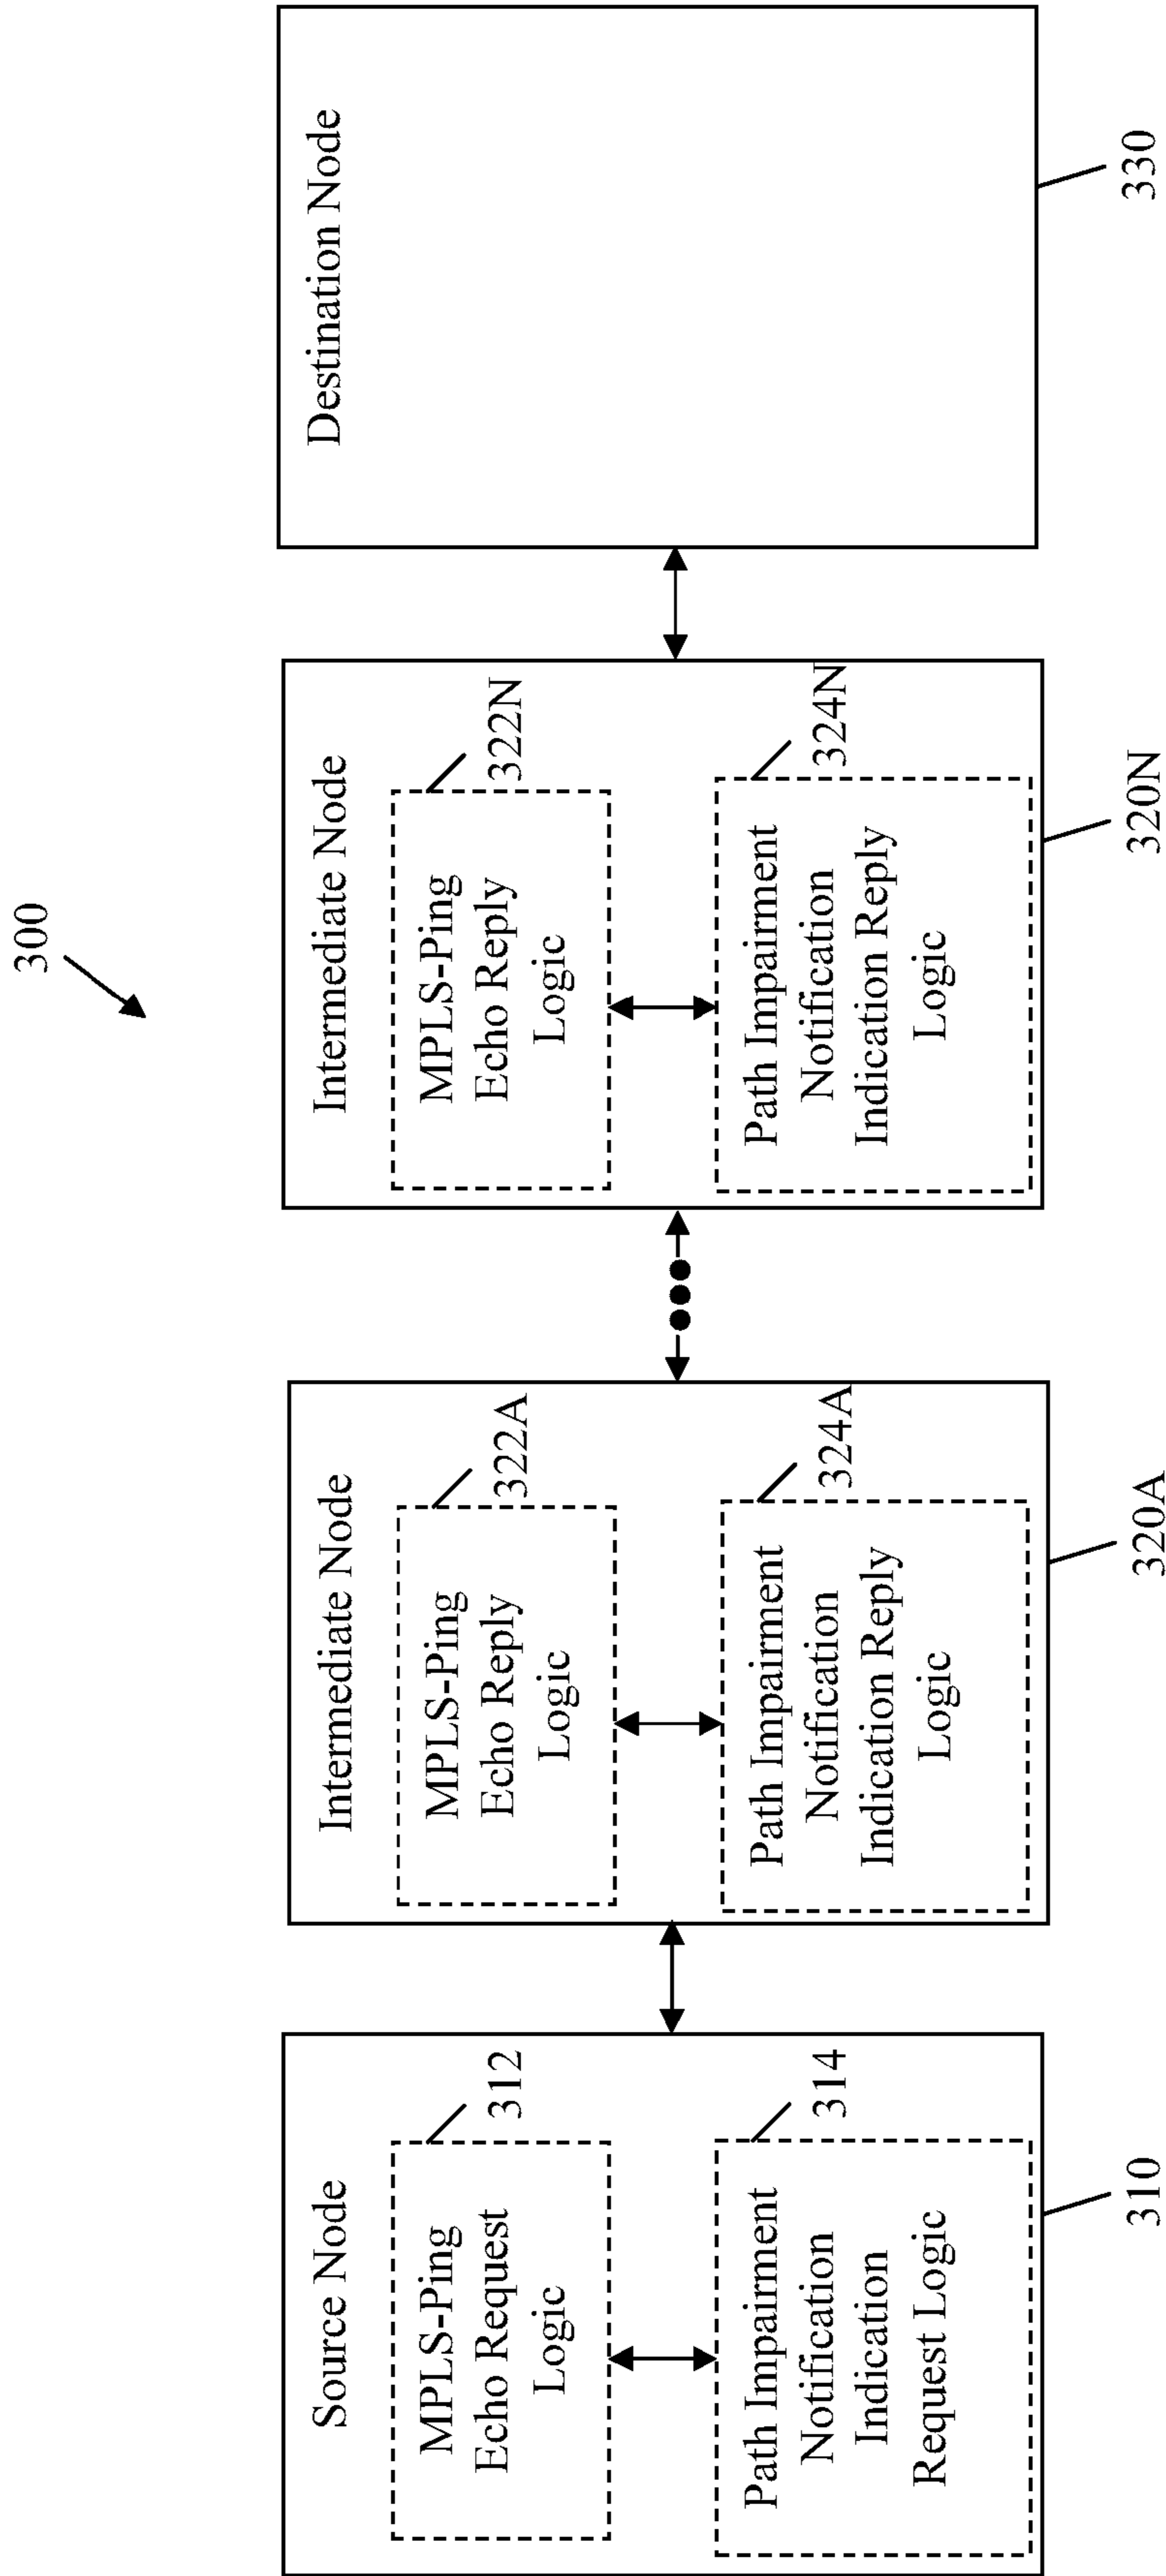 300
Source Node
MPLS-Ping
Echo Request
Logic
312
Path Impairment
Notification
Indication
Request Logic
314
310
Intermediate Node
MPLS-Ping
Echo Reply
Logic
322A
Path Impairment
Notification
Indication Reply
Logic
324A
320A
Intermediate Node
MPLS-Ping
Echo Reply
Logic
322N
Path Impairment
Notification
Indication Reply
Logic
324N
320N
Destination Node
330